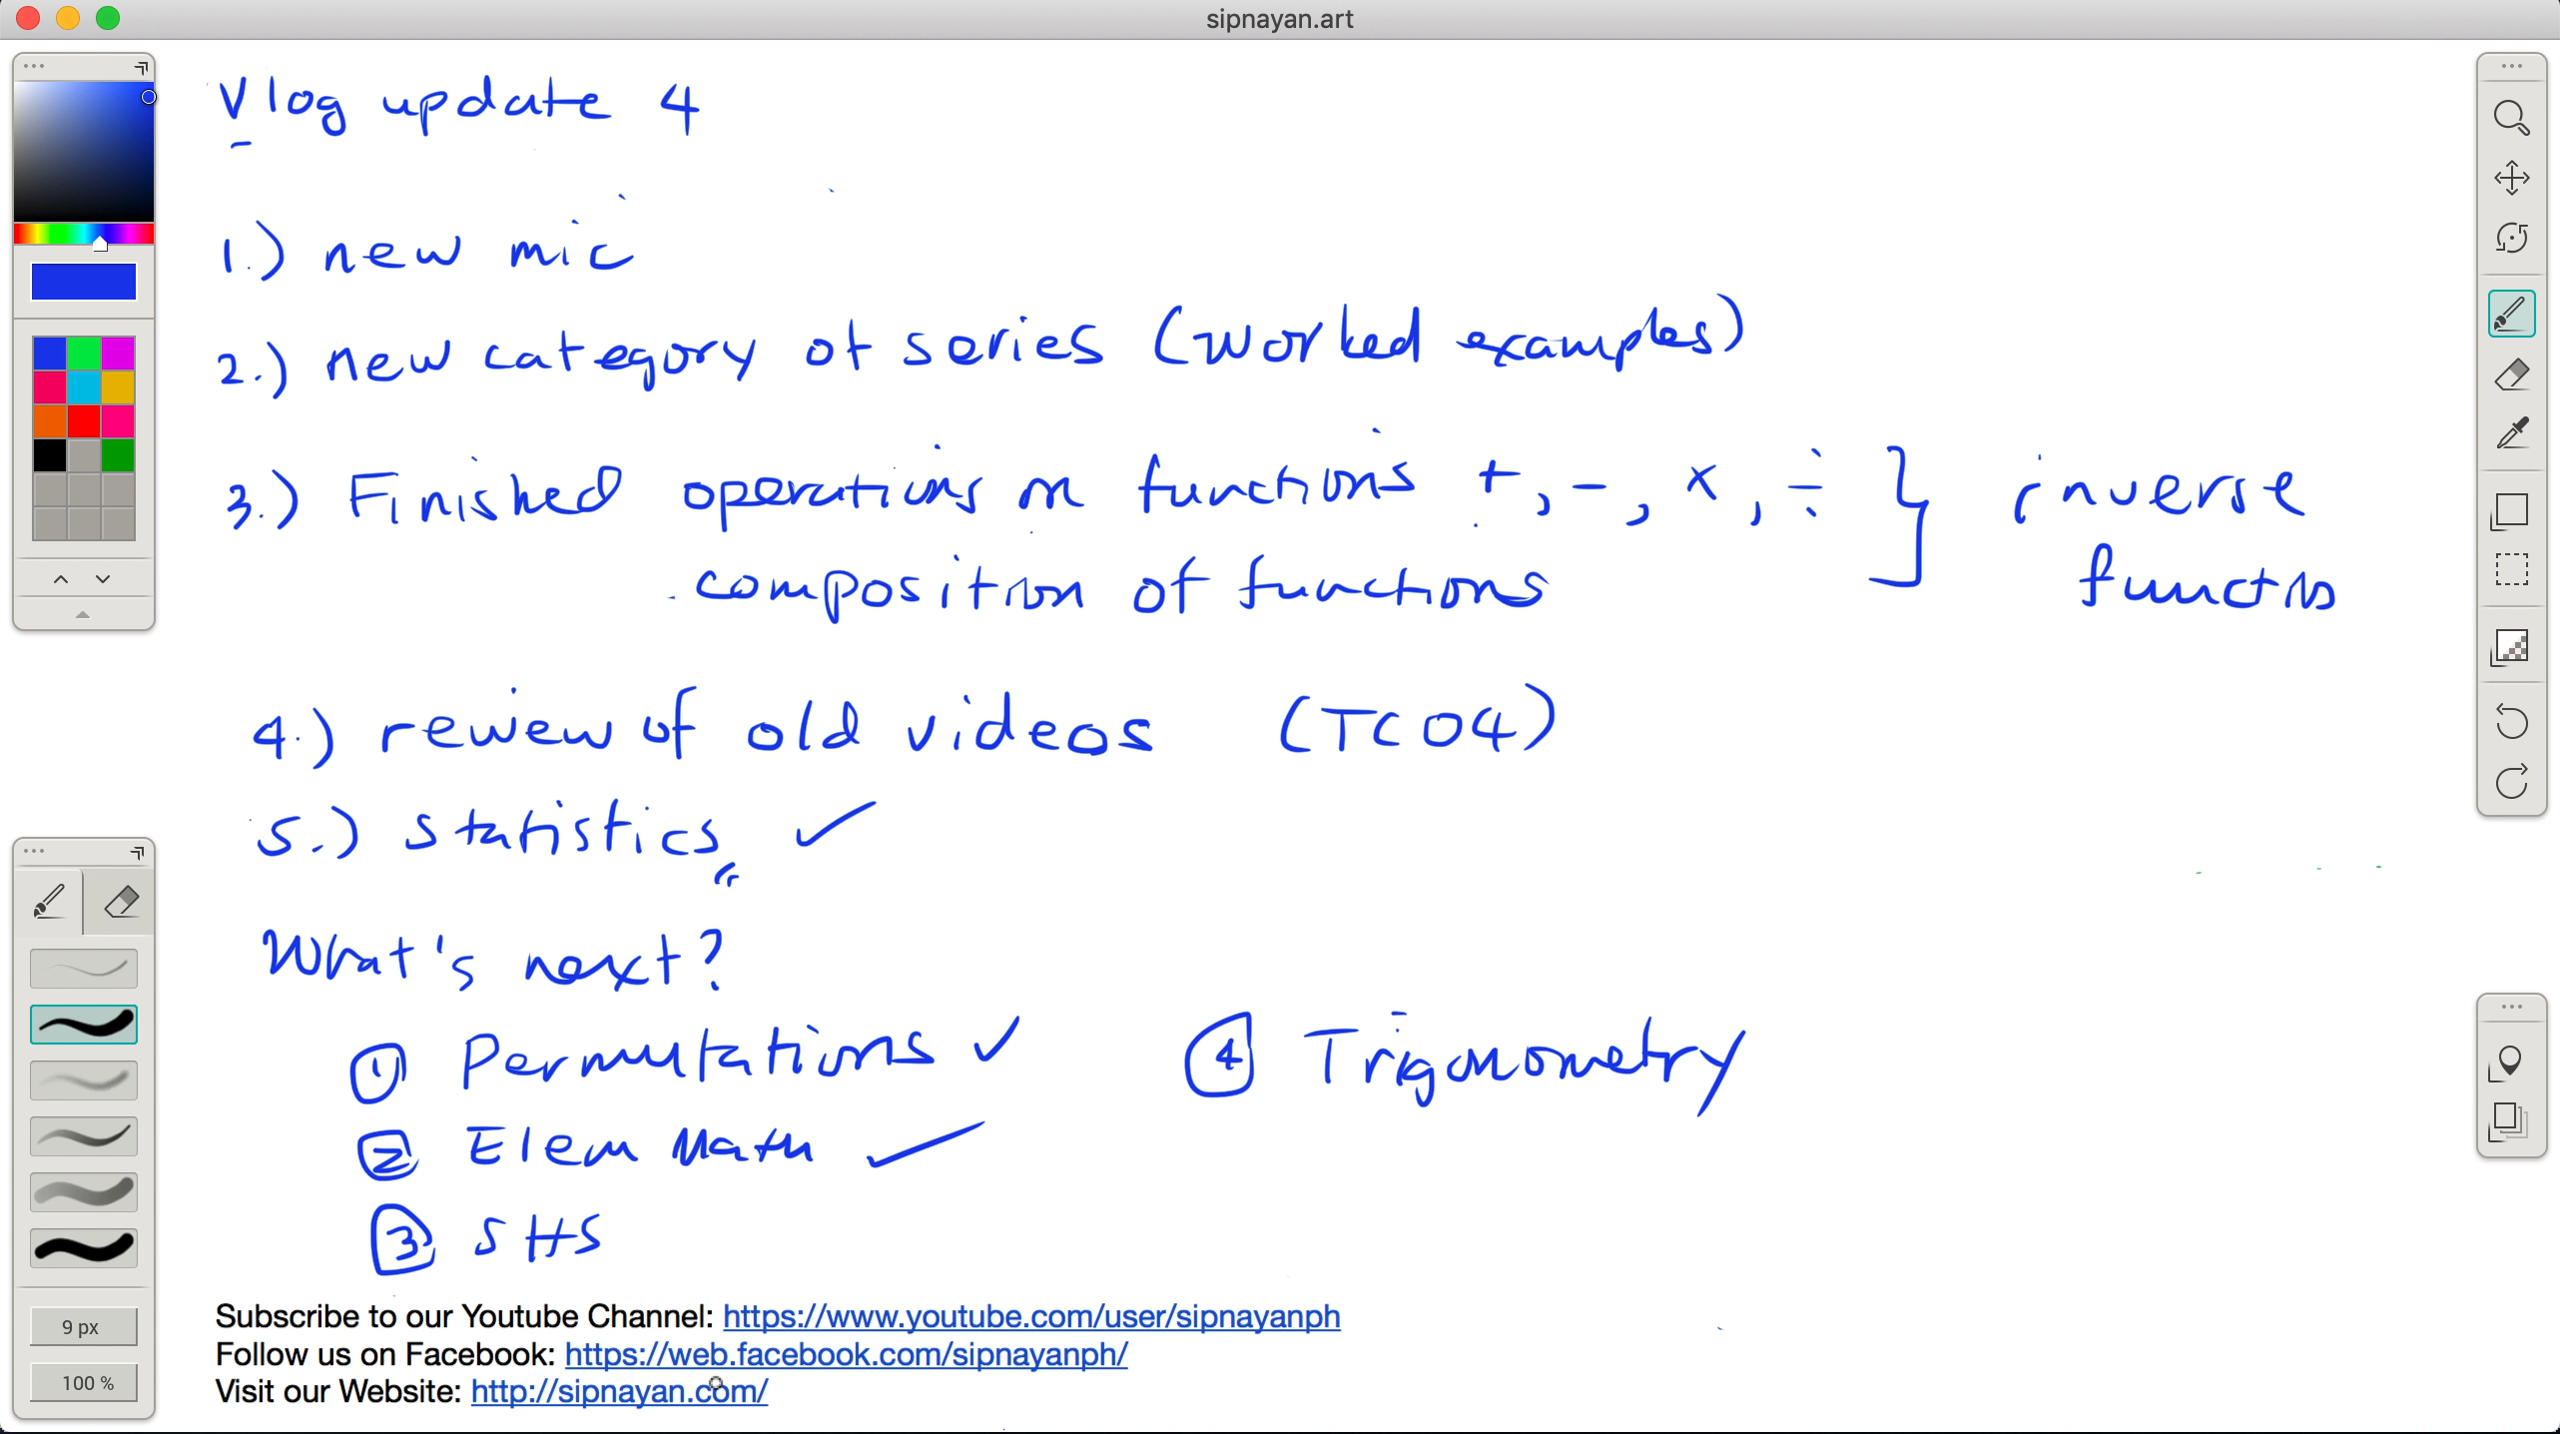 sipnayan.art
Vlog update 4
1.) new mic
2.) new category of series (worked examples)
3.) Finished operations on functions +, -, x, ÷ } inverse
composition of functions functns
4.) review of old videos (TC04)
5.) statistics ✓
What's next?
① Permutations ✓ ④ Trigonometry
② Elem Math ✓
③ SHS
Subscribe to our Youtube Channel: https://www.youtube.com/user/sipnayanph
Follow us on Facebook: https://web.facebook.com/sipnayanph/
Visit our Website: http://sipnayan.com/
9 px
100 %